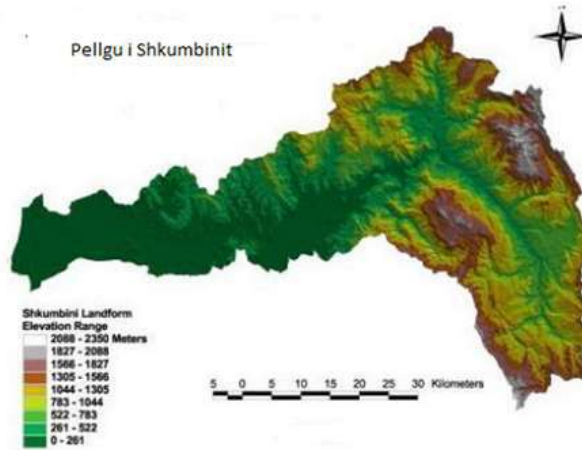 Pellgu i Shkumbinit
Shkumbini Landform
Elevation Range
2088 - 2350 Meters
1827 - 2088
1566 - 1827
1305 - 1566
1044 - 1305
783 - 1044
522 - 783
261 - 522
0 - 261
5 0 5 10 15 20 25 30 Kilometers